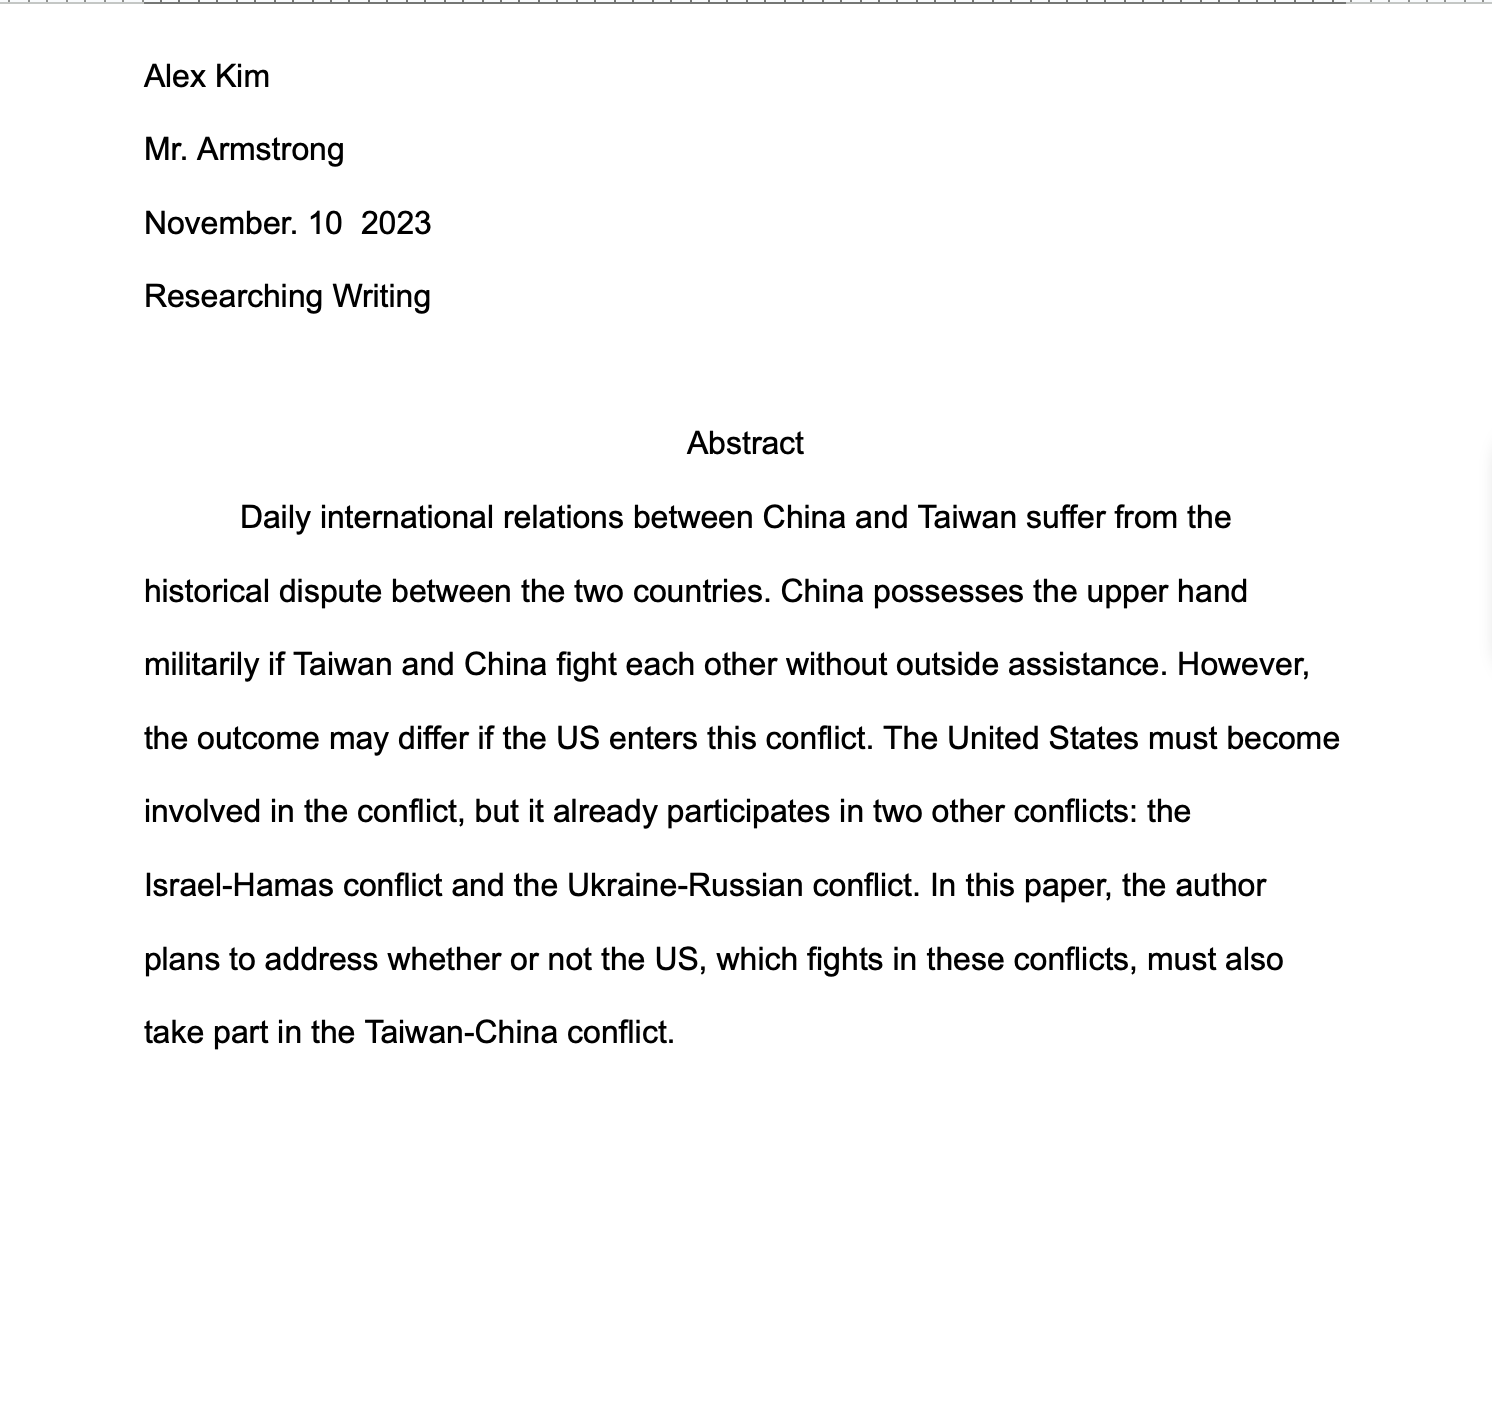 Alex Kim
Mr. Armstrong
November. 10  2023
Researching Writing
Abstract
Daily international relations between China and Taiwan suffer from the
historical dispute between the two countries. China possesses the upper hand
militarily if Taiwan and China fight each other without outside assistance. However,
the outcome may differ if the US enters this conflict. The United States must become
involved in the conflict, but it already participates in two other conflicts: the
Israel-Hamas conflict and the Ukraine-Russian conflict. In this paper, the author
plans to address whether or not the US, which fights in these conflicts, must also
take part in the Taiwan-China conflict.